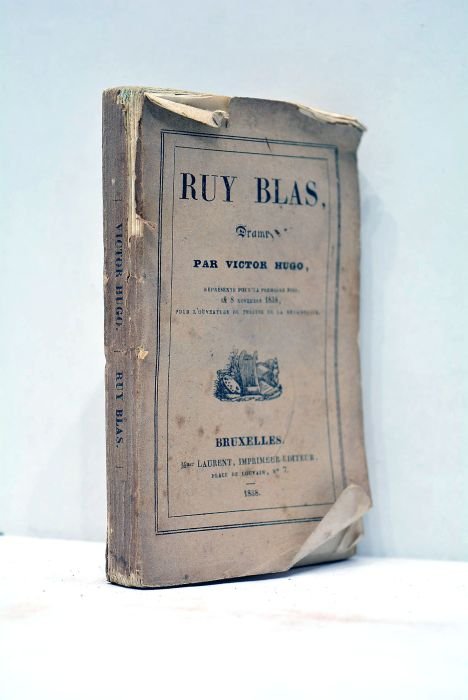 RUY BLAS,
Drame
PAR VICTOR HUGO,
REPRÉSENTÉ POUR LA PREMIÈRE FOIS,
LE 8 NOVEMBRE 1838,
POUR L'OUVERTURE DU THÉATRE DE LA RENAISSANCE.
BRUXELLES.
LAURENT, IMPRIMEUR-ÉDITEUR,
PLACE DE LOUVAIN, N° 7.
1838.
VICTOR HUGO.
RUY BLAS.